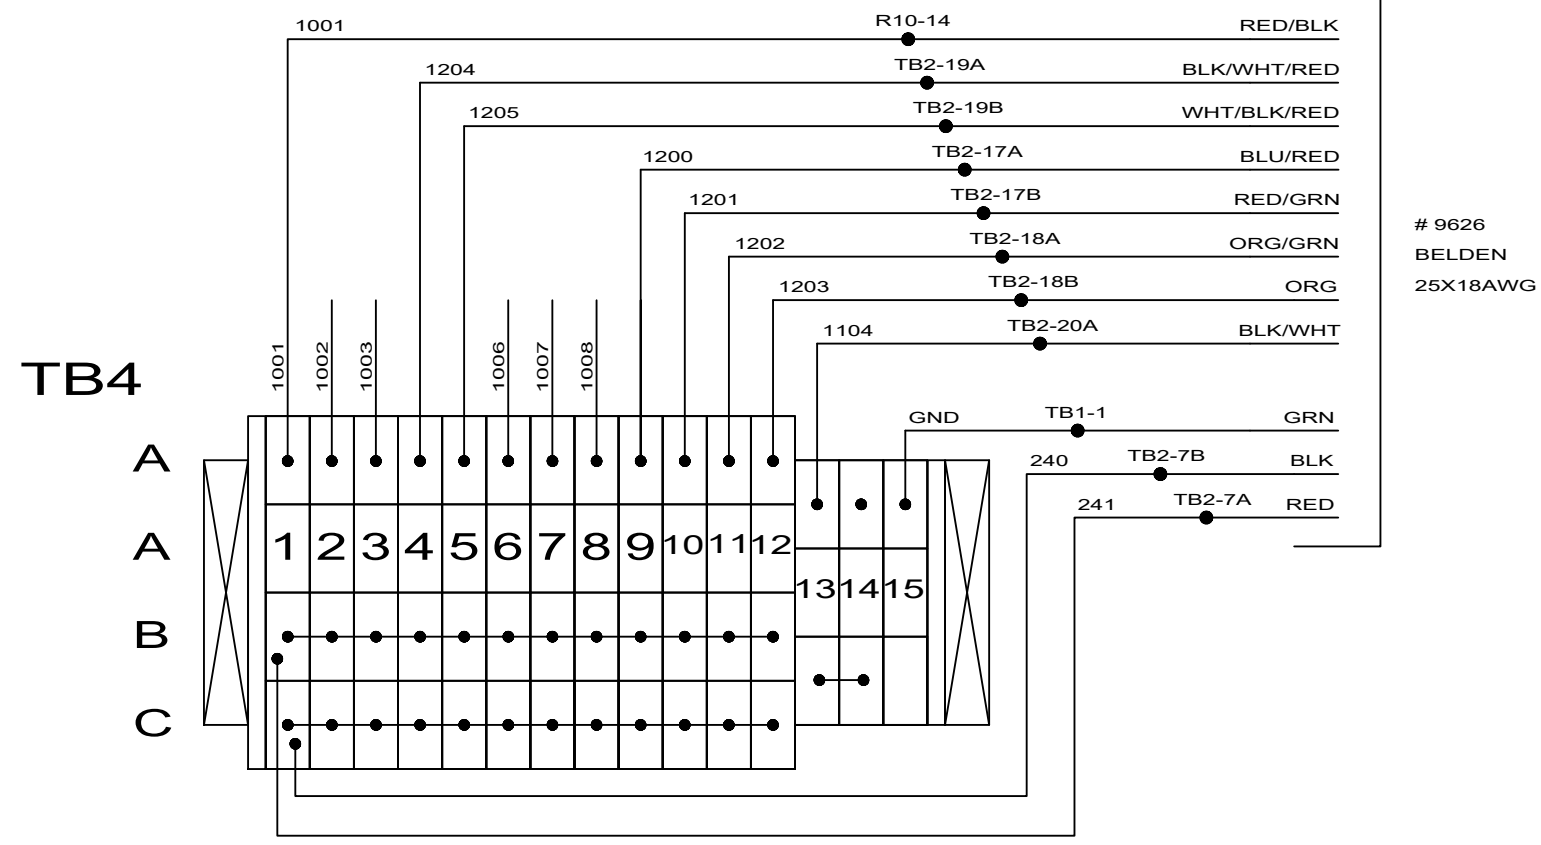 1001 R10-14 RED/BLK
1204 TB2-19A BLK/WHT/RED
1205 TB2-19B WHT/BLK/RED
1200 TB2-17A BLU/RED
1201 TB2-17B RED/GRN
# 9626
1202 TB2-18A ORG/GRN
BELDEN
1203 TB2-18B ORG
25X18AWG
1104 TB2-20A BLK/WHT
1001 1002 1003 1006 1007 1008
TB4
GND TB1-1 GRN
A
240 TB2-7B BLK
241 TB2-7A RED
A 1 2 3 4 5 6 7 8 9 10 11 12
13 14 15
B
C